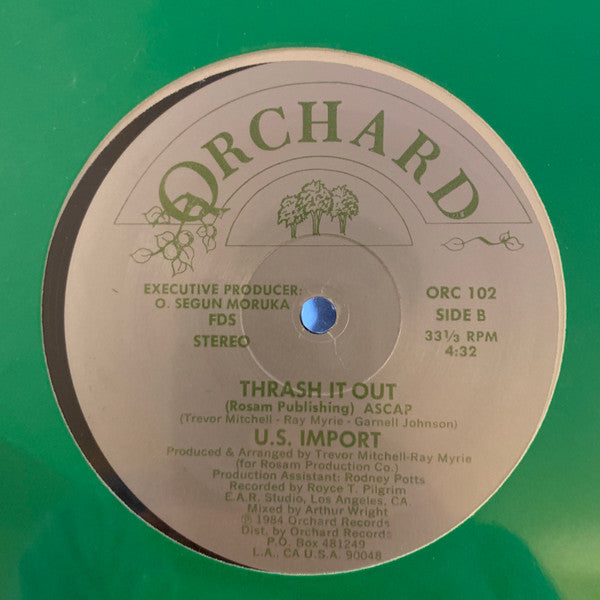 ORCHARD
EXECUTIVE PRODUCER:
O. SEGUN MORUKA
FDS
STEREO
ORC 102
SIDE B
33⅓ RPM
4:32
THRASH IT OUT
(Rosam Publishing) ASCAP
(Trevor Mitchell - Ray Myrie - Garnell Johnson)
U.S. IMPORT
Produced & Arranged by Trevor Mitchell-Ray Myrie
(for Rosam Production Co.)
Production Assistant: Rodney Potts
Recorded by Royce T. Pilgrim
E.A.R. Studio, Los Angeles, CA.
Mixed by Arthur Wright
℗ 1984 Orchard Records
Dist, by Orchard Records
P.O. Box 481249
L.A., CA U.S.A. 90048